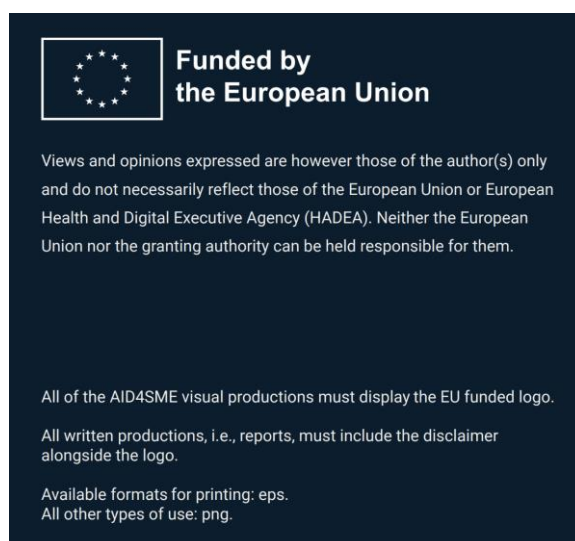 Funded by
the European Union
Views and opinions expressed are however those of the author(s) only
and do not necessarily reflect those of the European Union or European
Health and Digital Executive Agency (HADEA). Neither the European
Union nor the granting authority can be held responsible for them.
All of the AID4SME visual productions must display the EU funded logo.
All written productions, i.e., reports, must include the disclaimer
alongside the logo.
Available formats for printing: eps.
All other types of use: png.